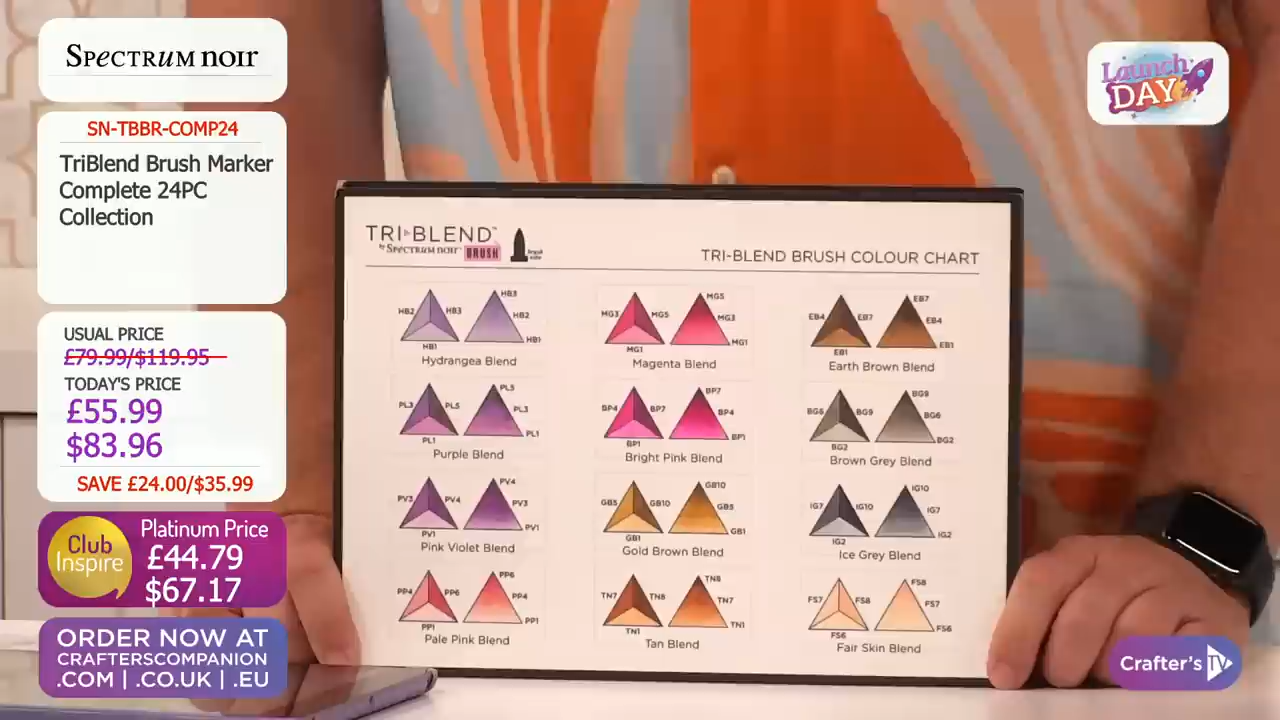 SPECTRUM NOIR
SN-TBBR-COMP24
TriBlend Brush Marker
Complete 24PC
Collection
USUAL PRICE
£79.99/$119.95
TODAY'S PRICE
£55.99
$83.96
SAVE £24.00/$35.99
Club
Inspire
Platinum Price
£44.79
$67.17
ORDER NOW AT
CRAFTERSCOMPANION
.COM | .CO.UK | .EU
Launch
DAY
TRI-BLEND™
by SPECTRUM NOIR BRUSH
TRI-BLEND BRUSH COLOUR CHART
HB2 HB3 HB1 HB3 HB2 HB1
Hydrangea Blend
MG3 MG5 MG1 MG5 MG3 MG1
Magenta Blend
EB4 EB7 EB1 EB7 EB4 EB1
Earth Brown Blend
PL3 PL5 PL1 PL5 PL3 PL1
Purple Blend
BP4 BP7 BP1 BP7 BP4 BP1
Bright Pink Blend
BG6 BG9 BG2 BG9 BG6 BG2
Brown Grey Blend
PV3 PV4 PV1 PV4 PV3 PV1
Pink Violet Blend
GB5 GB10 GB1 GB10 GB5 GB1
Gold Brown Blend
IG7 IG10 IG2 IG10 IG7 IG2
Ice Grey Blend
PP4 PP6 PP1 PP6 PP4 PP1
Pale Pink Blend
TN7 TN8 TN1 TN8 TN7 TN1
Tan Blend
FS7 FS8 FS6 FS8 FS7 FS6
Fair Skin Blend
Crafter's TV